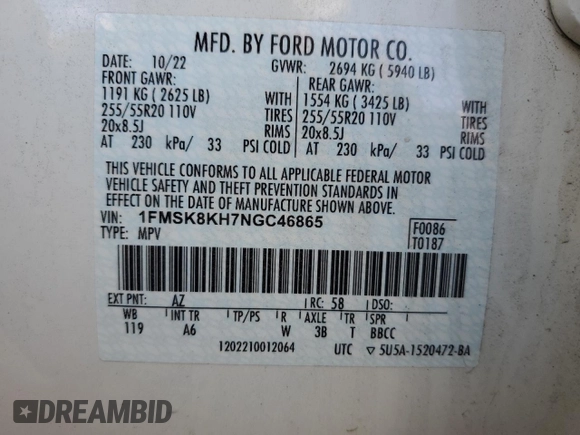 MFD. BY FORD MOTOR CO.
DATE: 10/22 GVWR: 2694 KG ( 5940 LB)
FRONT GAWR: REAR GAWR:
1191 KG ( 2625 LB) WITH 1554 KG ( 3425 LB) WITH
255/55R20 110V TIRES 255/55R20 110V TIRES
20x8.5J RIMS 20x8.5J RIMS
AT 230 kPa/ 33 PSI COLD AT 230 kPa/ 33 PSI COLD
THIS VEHICLE CONFORMS TO ALL APPLICABLE FEDERAL MOTOR
VEHICLE SAFETY AND THEFT PREVENTION STANDARDS IN
EFFECT ON THE DATE OF MANUFACTURE SHOWN ABOVE.
VIN: 1FMSK8KH7NGC46865 F0086
TYPE: MPV T0187
EXT PNT: AZ RC: 58 DSO:
WB INT TR TP/PS R AXLE TR SPR
119 A6 W 3B T BBCC
1202210012064 UTC ▽ 5U5A-1520472-BA
DREAMBID